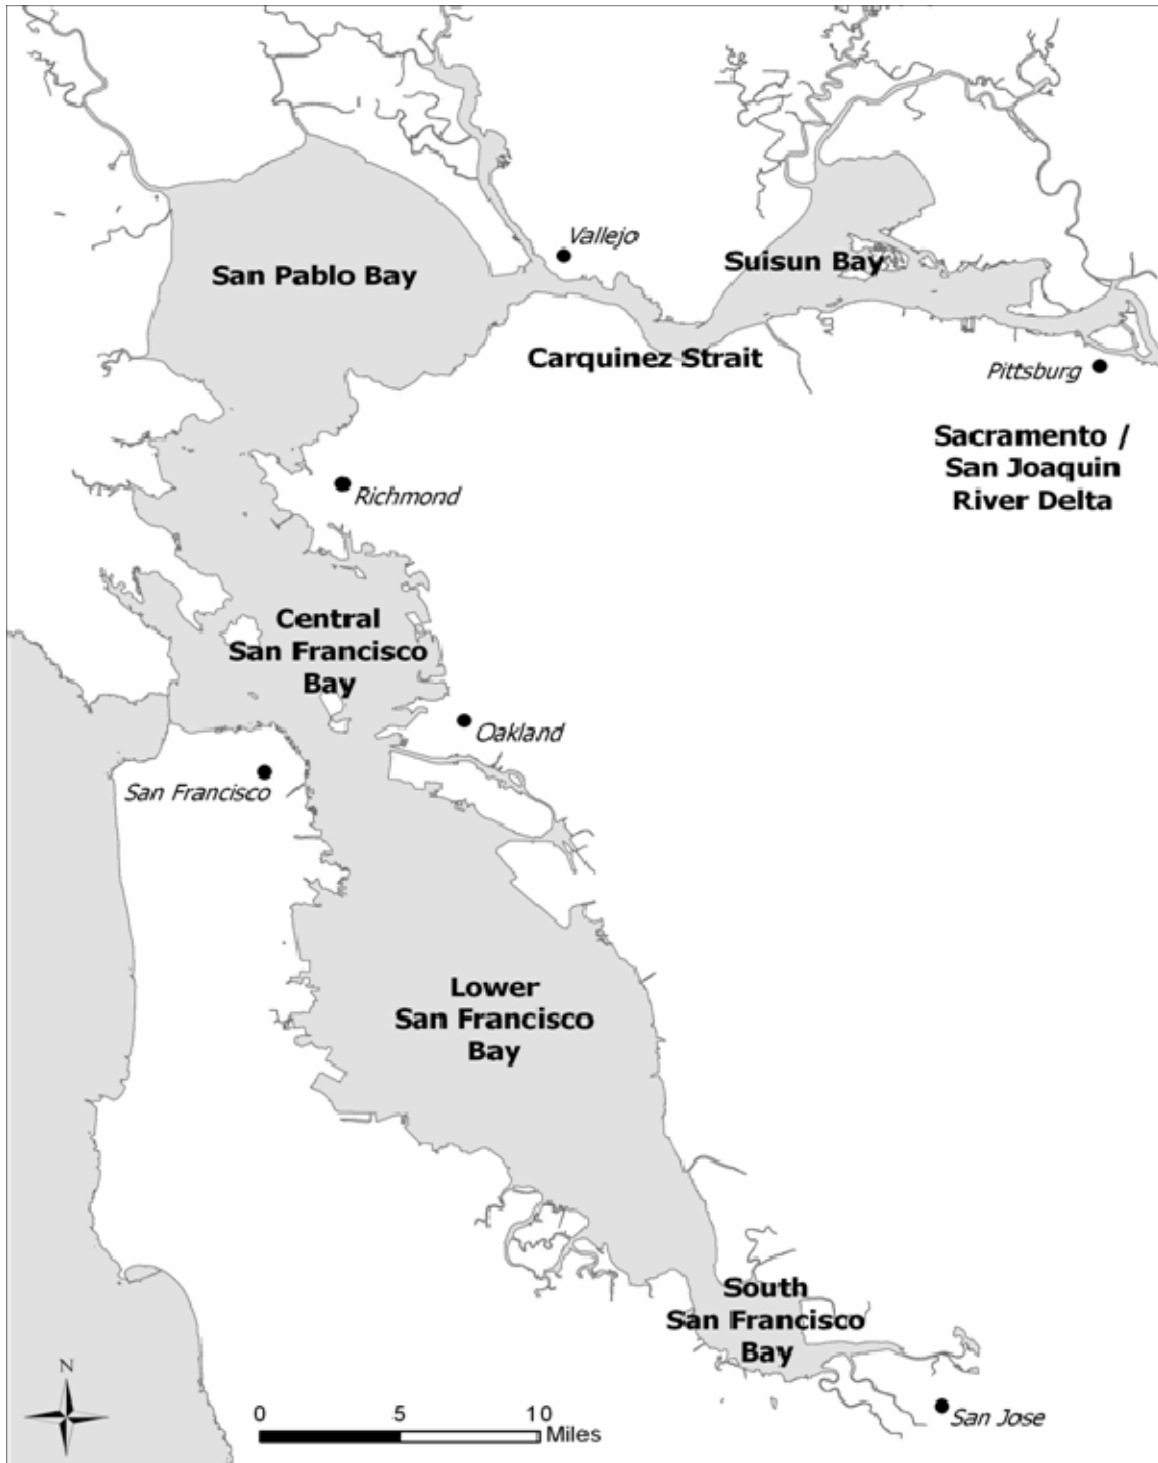 Vallejo
San Pablo Bay
Suisun Bay
Carquinez Strait
Pittsburg
Sacramento /
San Joaquin
River Delta
Richmond
Central
San Francisco
Bay
Oakland
San Francisco
Lower
San Francisco
Bay
South
San Francisco
Bay
San Jose
N
0 5 10
Miles